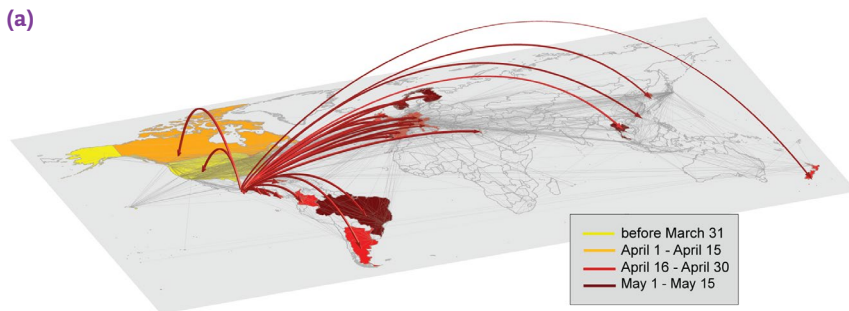 (a)
before March 31
April 1 - April 15
April 16 - April 30
May 1 - May 15